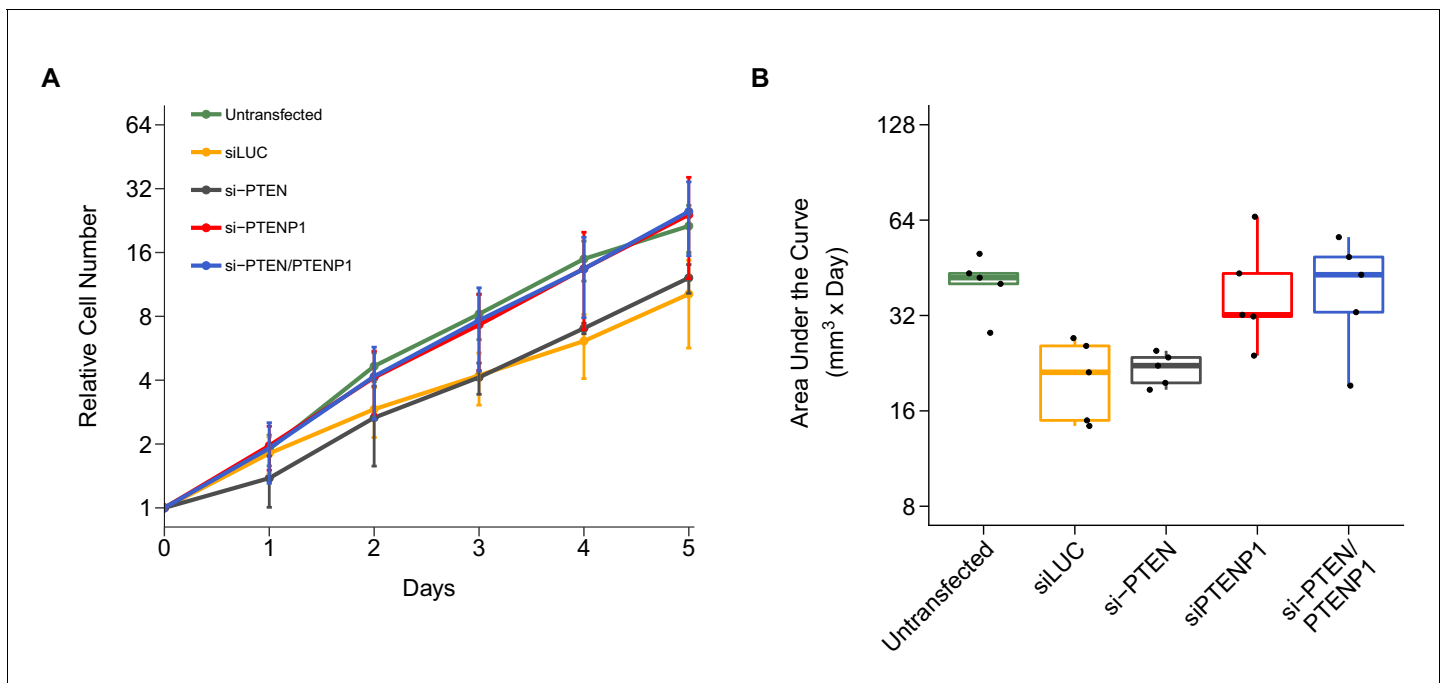 A
B
64
32
16
8
4
2
1
0
1
2
3
4
5
Relative Cell Number
Days
Untransfected
siLUC
si−PTEN
si−PTENP1
si−PTEN/PTENP1
128
64
32
16
8
Area Under the Curve
(mm³ x Day)
Untransfected
siLUC
si−PTEN
siPTENP1
si−PTEN/
PTENP1